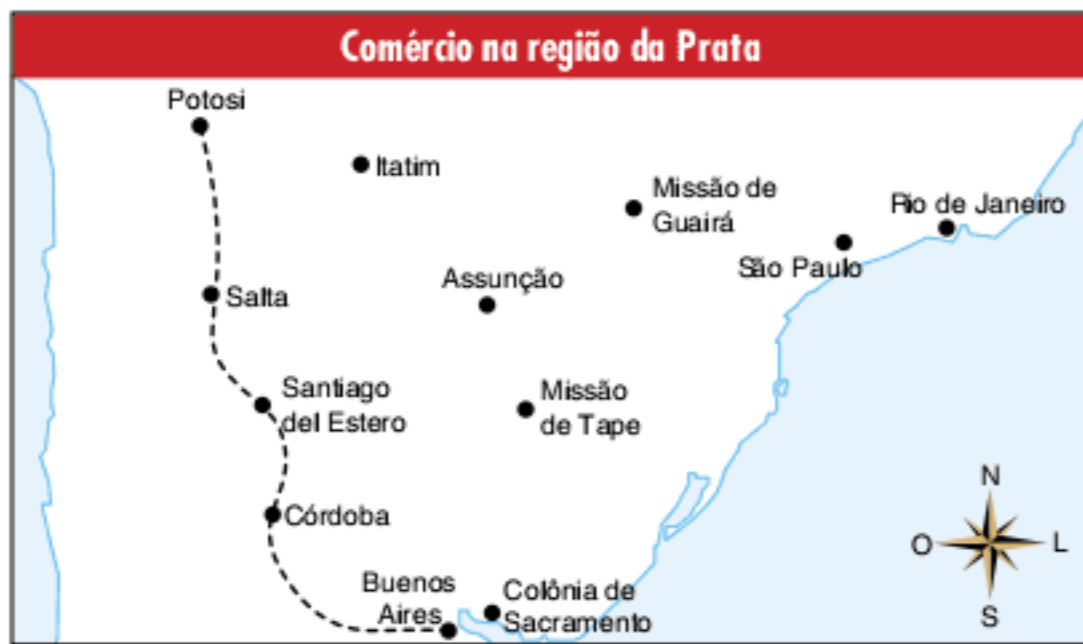 Comércio na região da Prata
Potosi
Itatim
Missão de
Guairá
Rio de Janeiro
São Paulo
Assunção
Salta
Santiago
del Estero
Missão
de Tape
Córdoba
Buenos
Aires
Colônia de
Sacramento
N
O
L
S